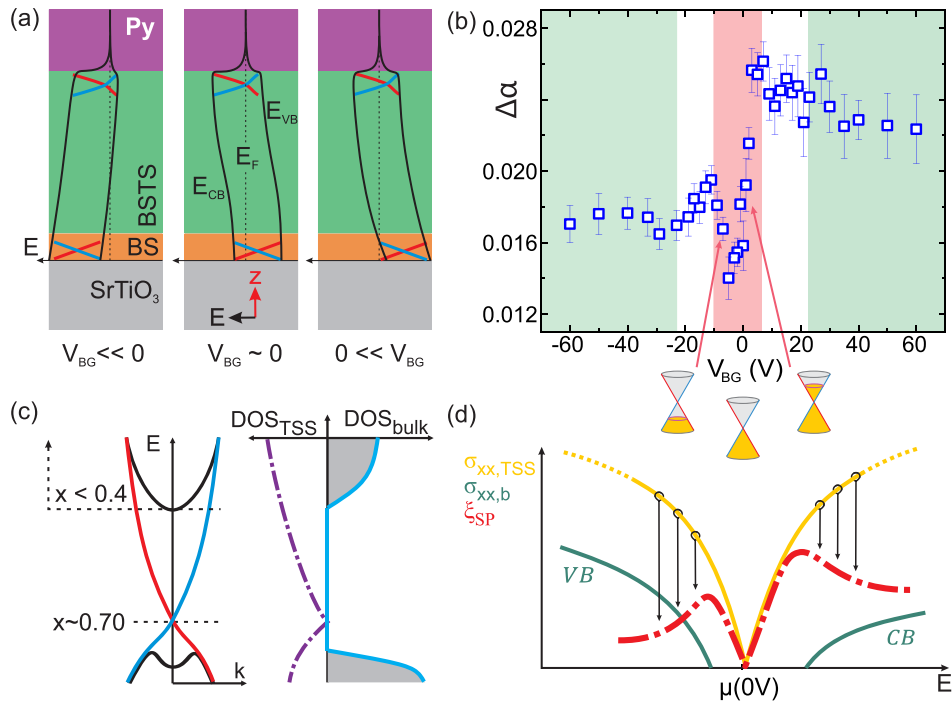 (a)
Py
E_VB
E_F
E_CB
BSTS
BS
E
SrTiO₃
z
E
V_BG << 0
V_BG ~ 0
0 << V_BG
(b)
Δα
0.028
0.024
0.020
0.016
0.012
-60 -40 -20 0 20 40 60
V_BG (V)
(c)
E
x < 0.4
x~0.70
k
DOS_TSS
DOS_bulk
(d)
σ_xx,TSS
σ_xx,b
ξ_SP
VB
CB
μ(0V)
E